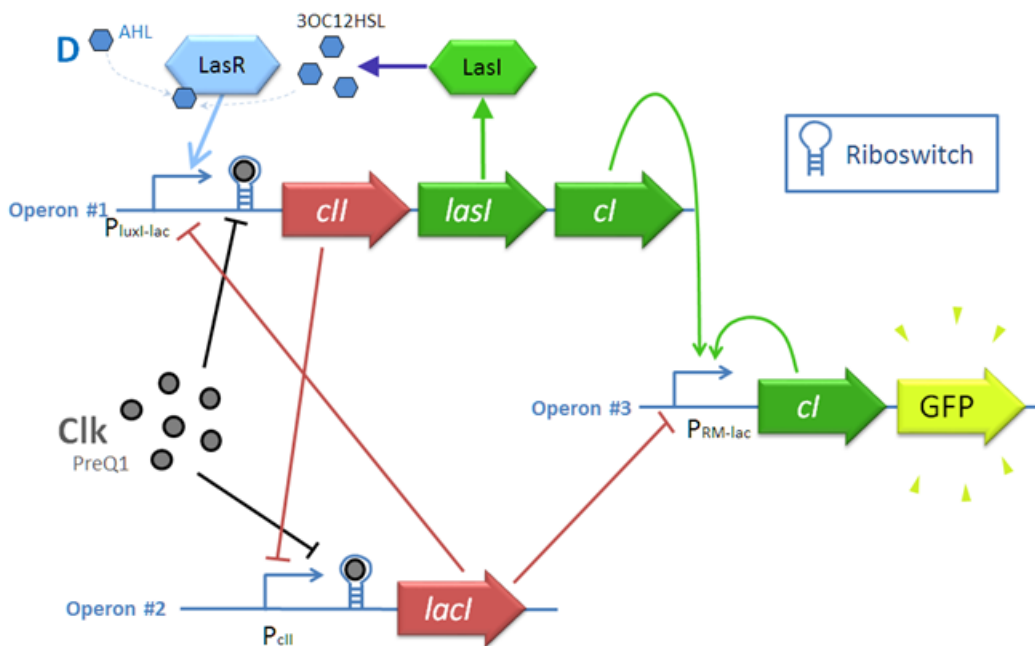 D
AHL
LasR
3OC12HSL
LasI
Riboswitch
Operon #1
PluxI-lac
cII
lasI
cI
Clk
PreQ1
Operon #3
PRM-lac
cI
GFP
Operon #2
PcII
lacI